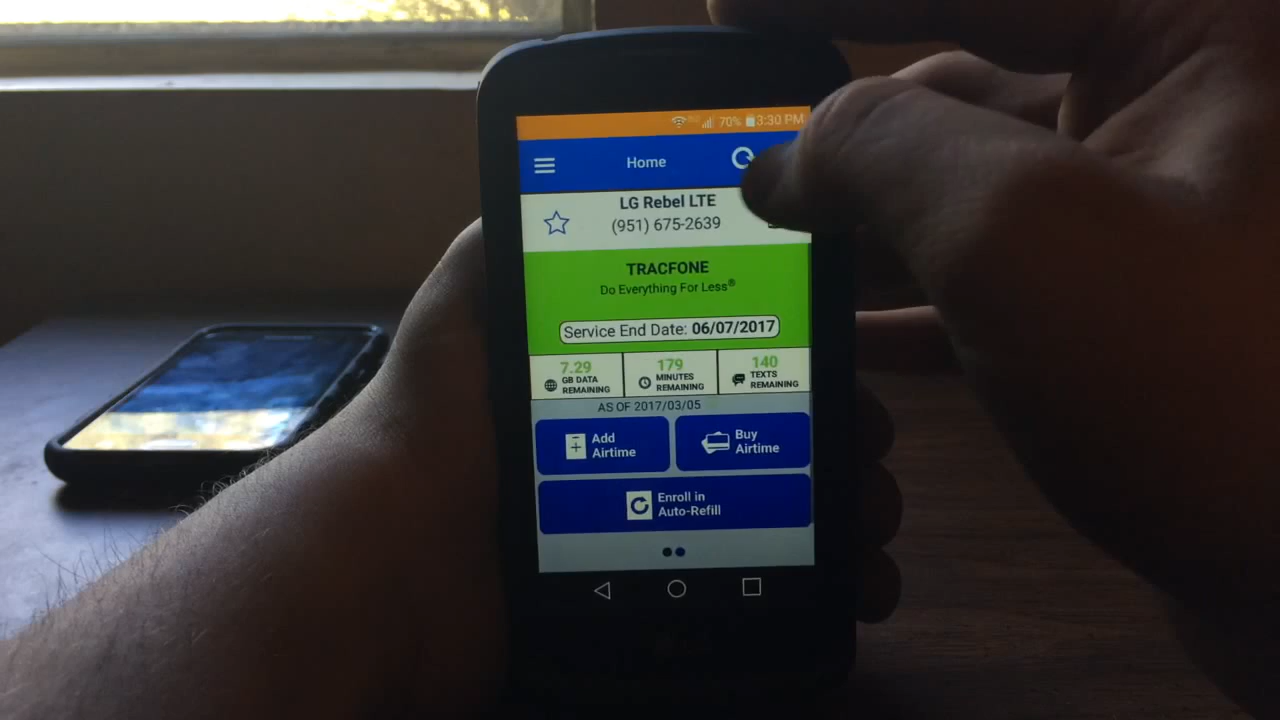 70% 3:30 PM
Home
LG Rebel LTE
(951) 675-2639
TRACFONE
Do Everything For Less®
Service End Date: 06/07/2017
7.29
GB DATA
REMAINING
179
MINUTES
REMAINING
140
TEXTS
REMAINING
AS OF 2017/03/05
Add
Airtime
Buy
Airtime
Enroll in
Auto-Refill